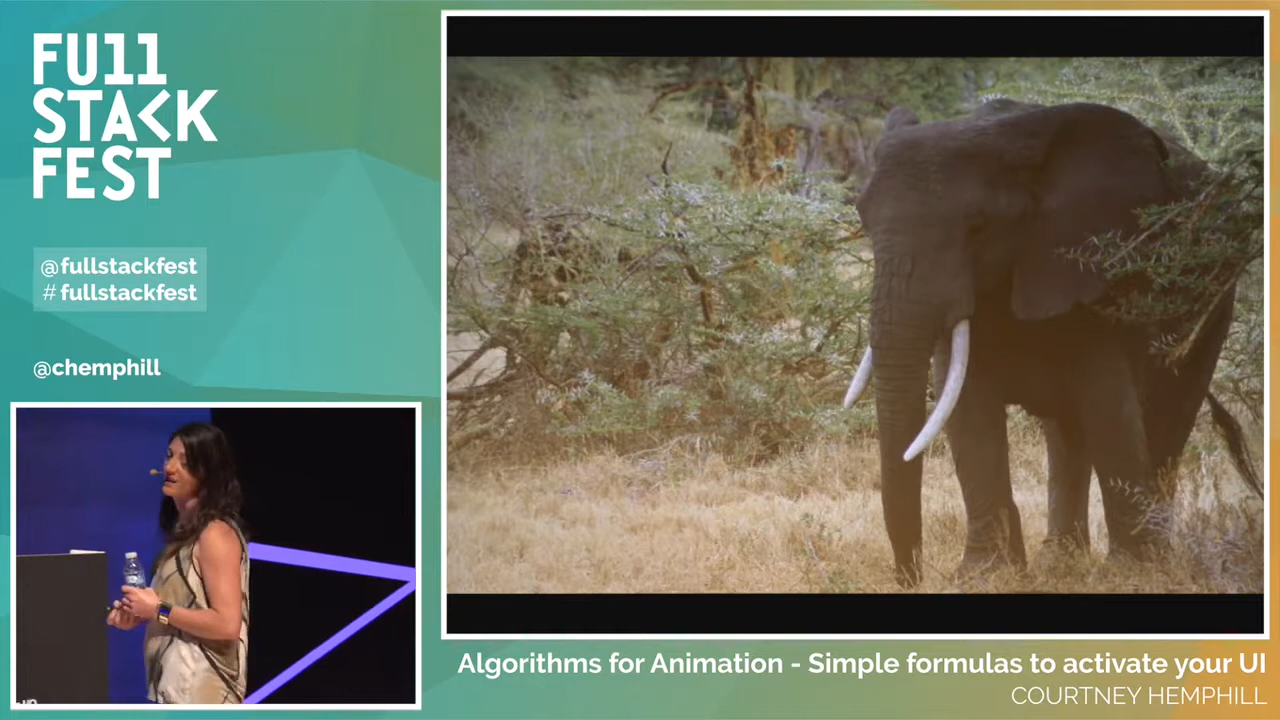 FU11
STACK
FEST
@fullstackfest
# fullstackfest
@chemphill
Algorithms for Animation - Simple formulas to activate your UI
COURTNEY HEMPHILL